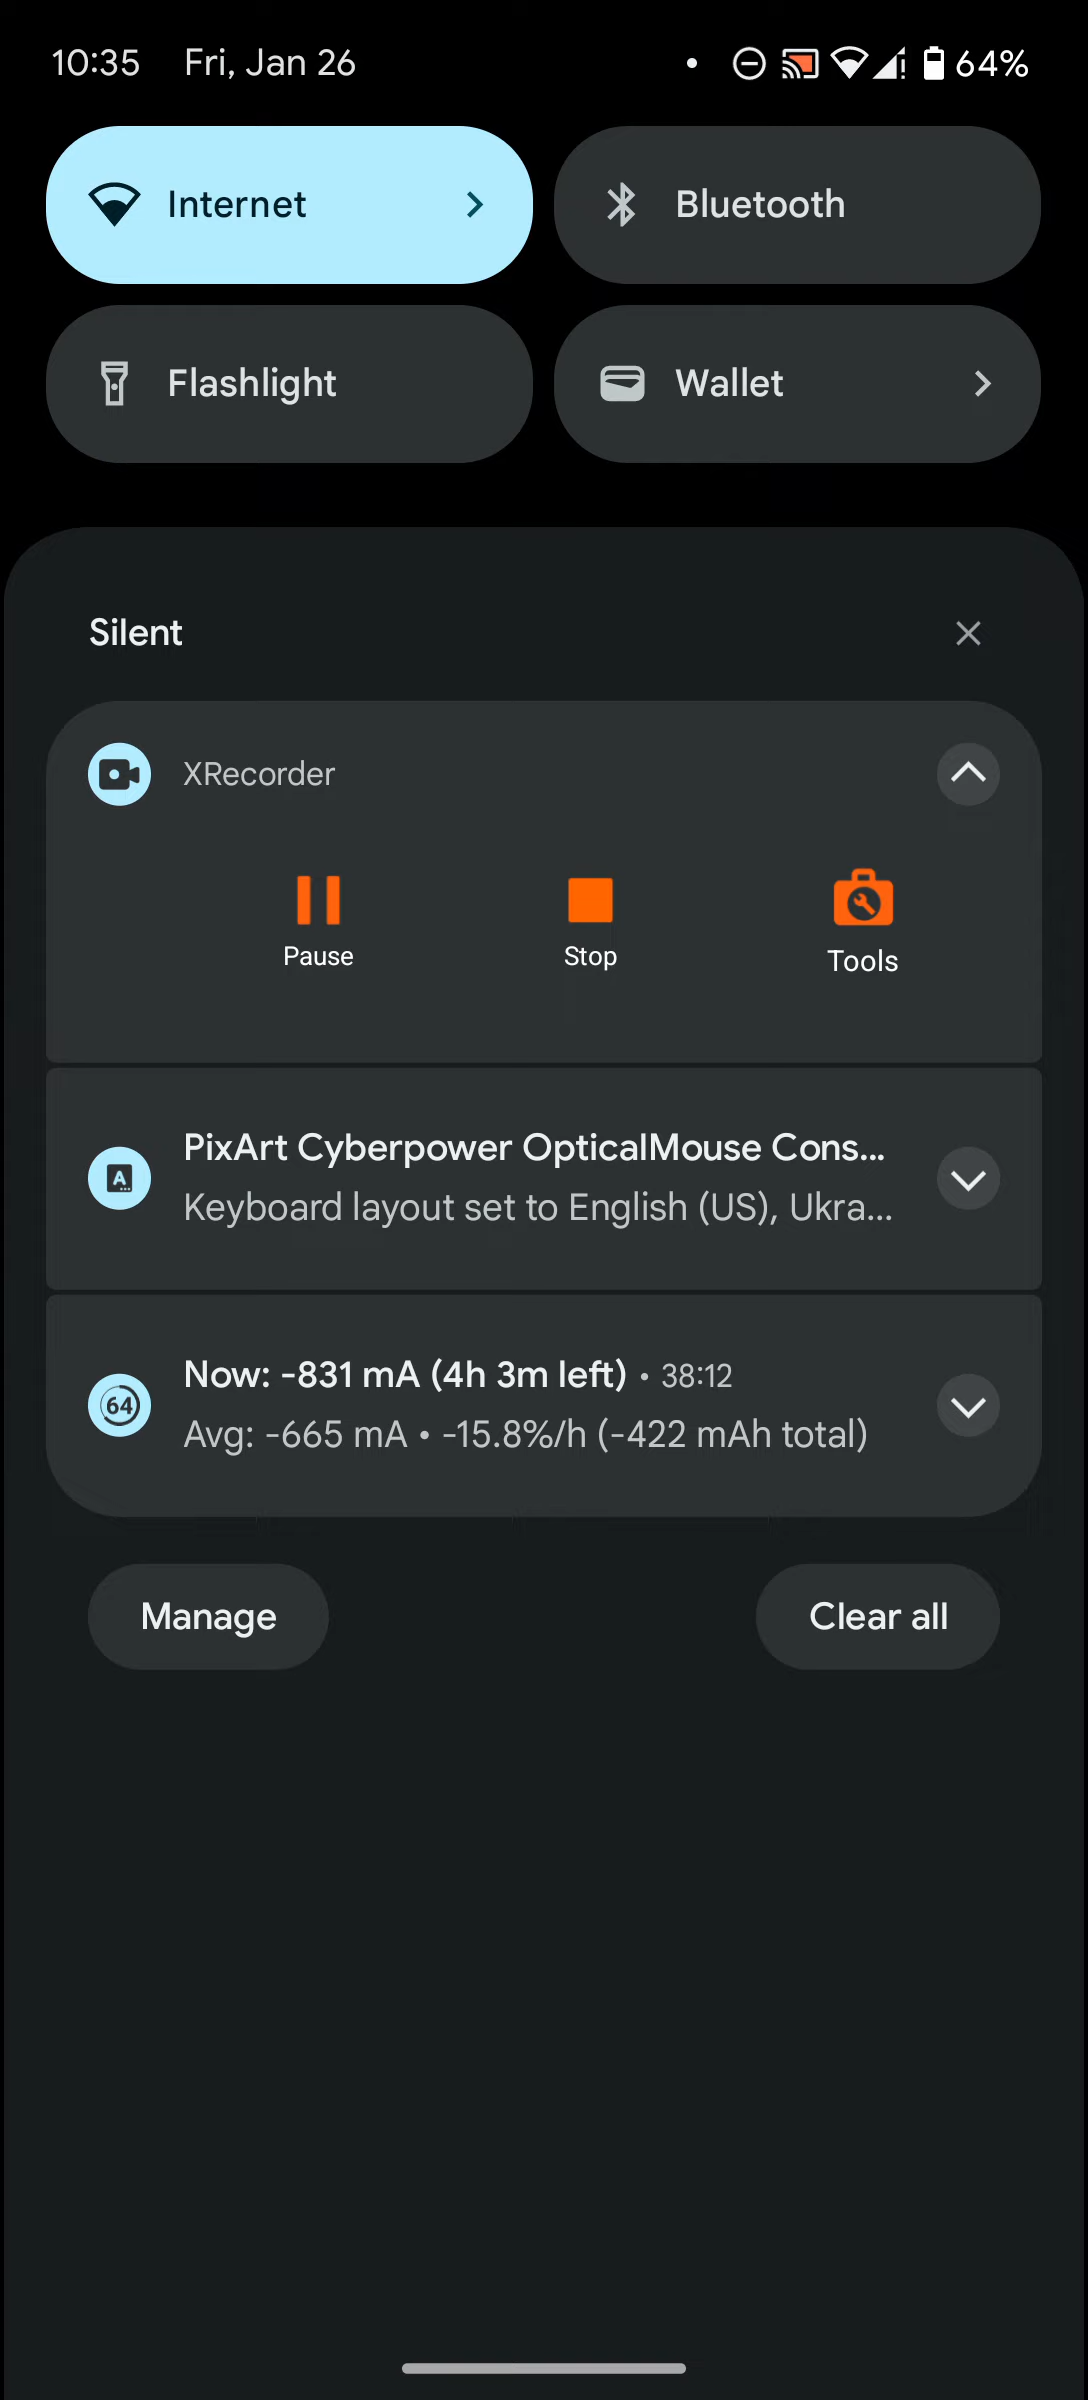 10:35 Fri, Jan 26 64%
Internet
Bluetooth
Flashlight
Wallet
Silent
XRecorder
Pause
Stop
Tools
A
PixArt Cyberpower OpticalMouse Cons...
Keyboard layout set to English (US), Ukra...
64
Now: -831 mA (4h 3m left) • 38:12
Avg: -665 mA • -15.8%/h (-422 mAh total)
Manage
Clear all